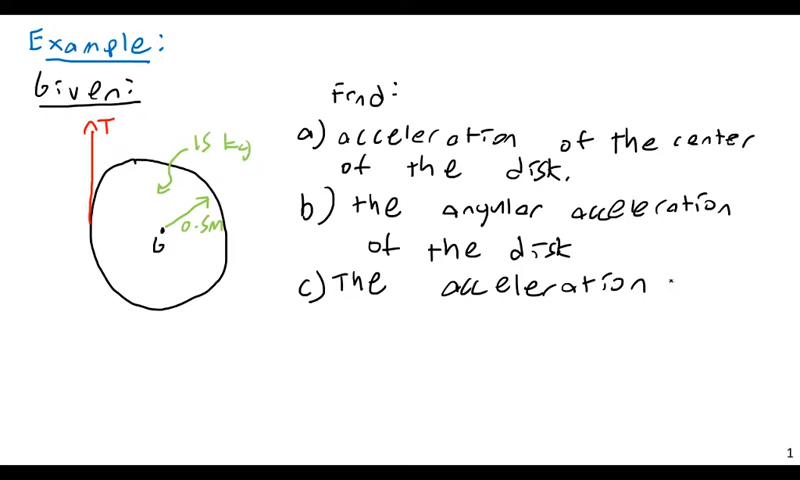 Example:
Given:
T
15 kg
0.5m
G
Find:
a) acceleration of the center
of the disk.
b) the angular acceleration
of the disk
c) The acceleration
1